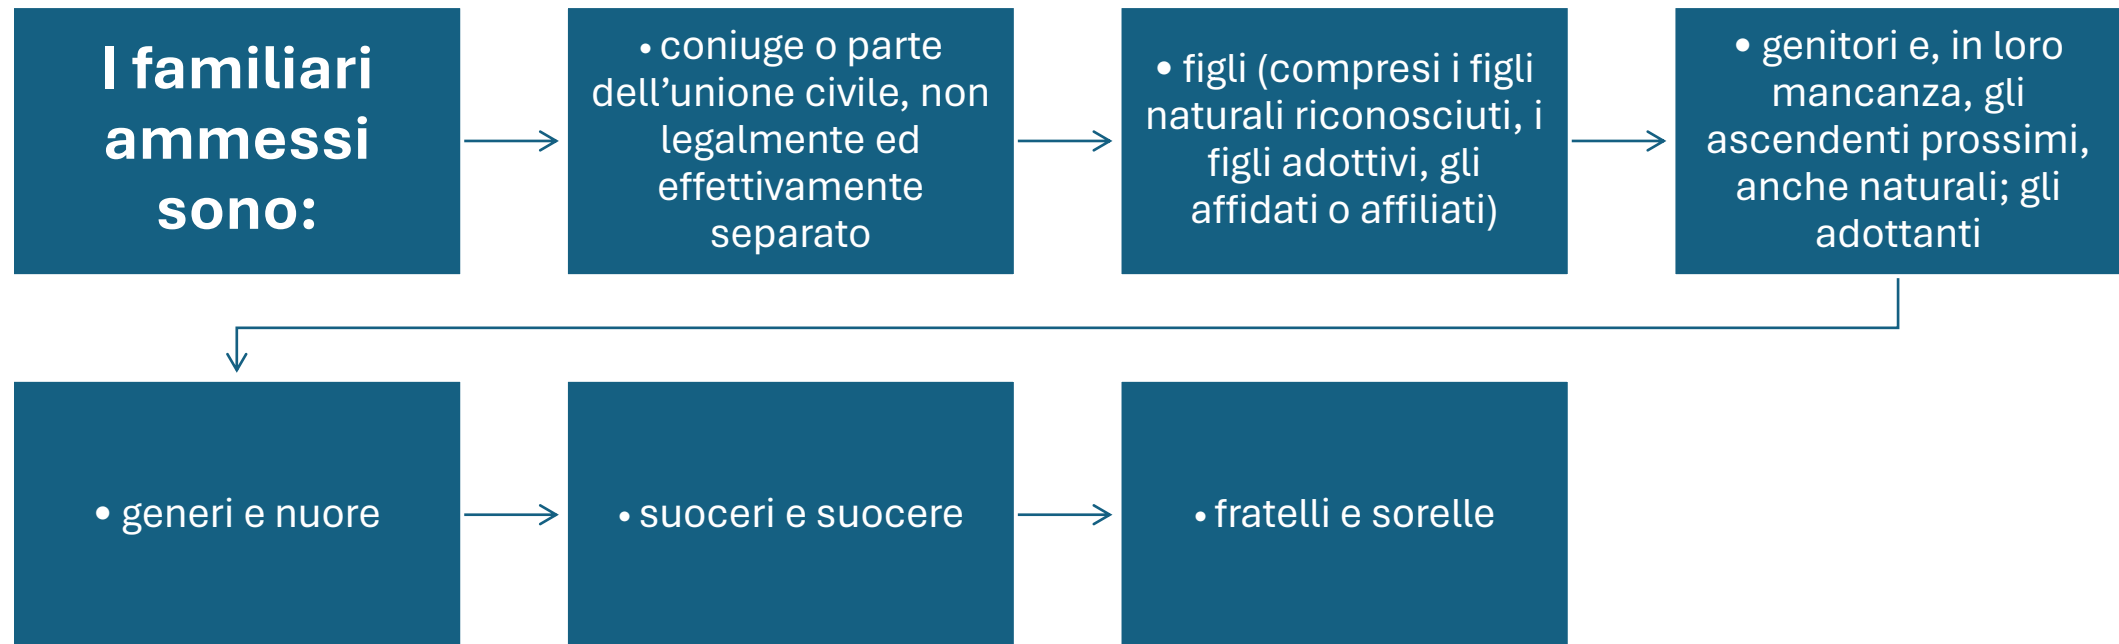 I familiari
ammessi
sono:
• coniuge o parte
dell’unione civile, non
legalmente ed
effettivamente
separato
• figli (compresi i figli
naturali riconosciuti, i
figli adottivi, gli
affidati o affiliati)
• genitori e, in loro
mancanza, gli
ascendenti prossimi,
anche naturali; gli
adottanti
• generi e nuore
• suoceri e suocere
• fratelli e sorelle